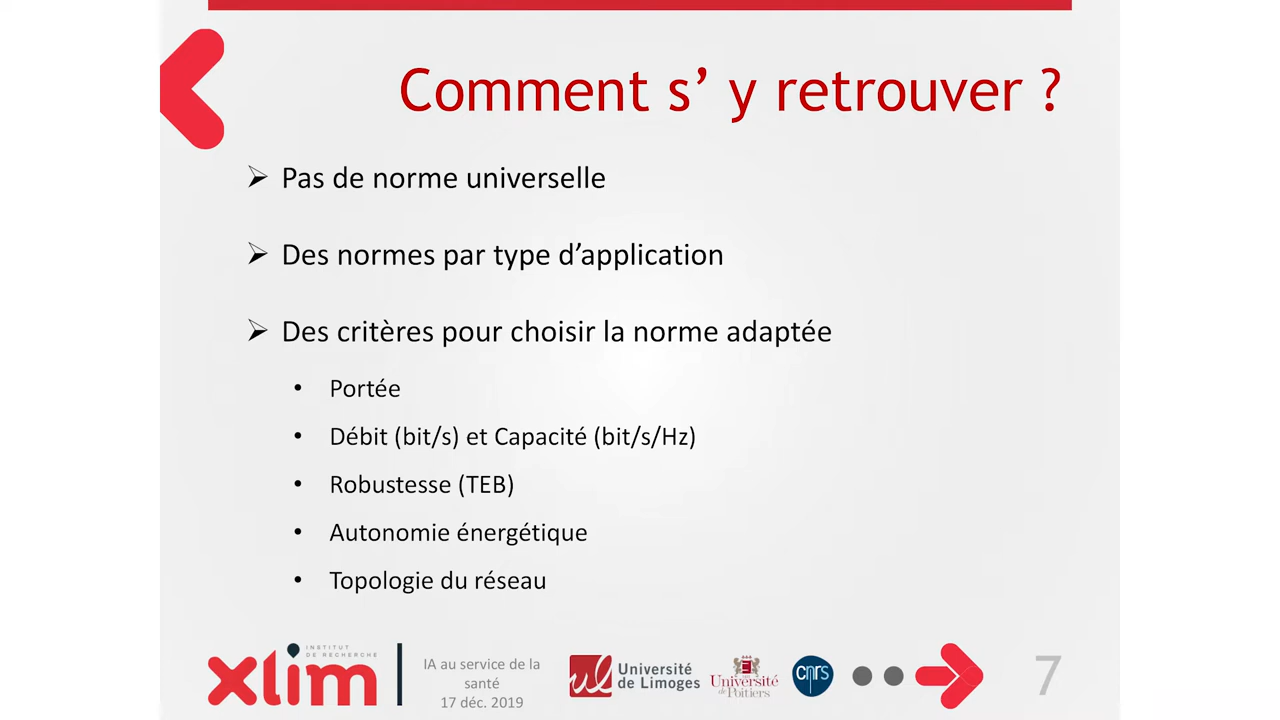 Comment s’ y retrouver ?
➢ Pas de norme universelle
➢ Des normes par type d’application
➢ Des critères pour choisir la norme adaptée
• Portée
• Débit (bit/s) et Capacité (bit/s/Hz)
• Robustesse (TEB)
• Autonomie énergétique
• Topologie du réseau
INSTITUT
DE RECHERCHE
xlim
IA au service de la
santé
17 déc. 2019
ul
Université
de Limoges
Université
de Poitiers
cnrs
7